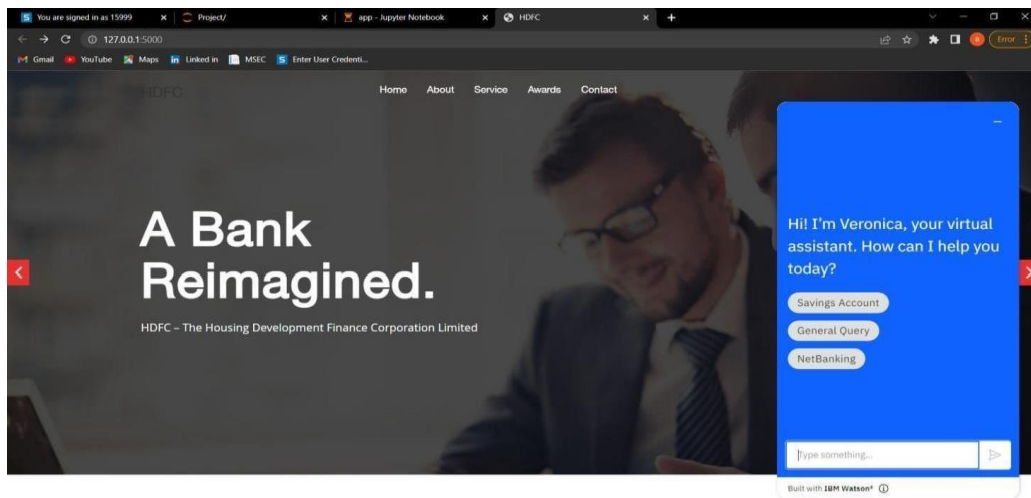 You are signed in as 15999
Project/
app - Jupyter Notebook
HDFC
127.0.0.1:5000
Error
Gmail
YouTube
Maps
Linked in
MSEC
Enter User Credenti...
HDFC
Home
About
Service
Awards
Contact
A Bank
Reimagined.
HDFC – The Housing Development Finance Corporation Limited
Hi! I'm Veronica, your virtual
assistant. How can I help you
today?
Savings Account
General Query
NetBanking
Type something...
Built with IBM Watson®